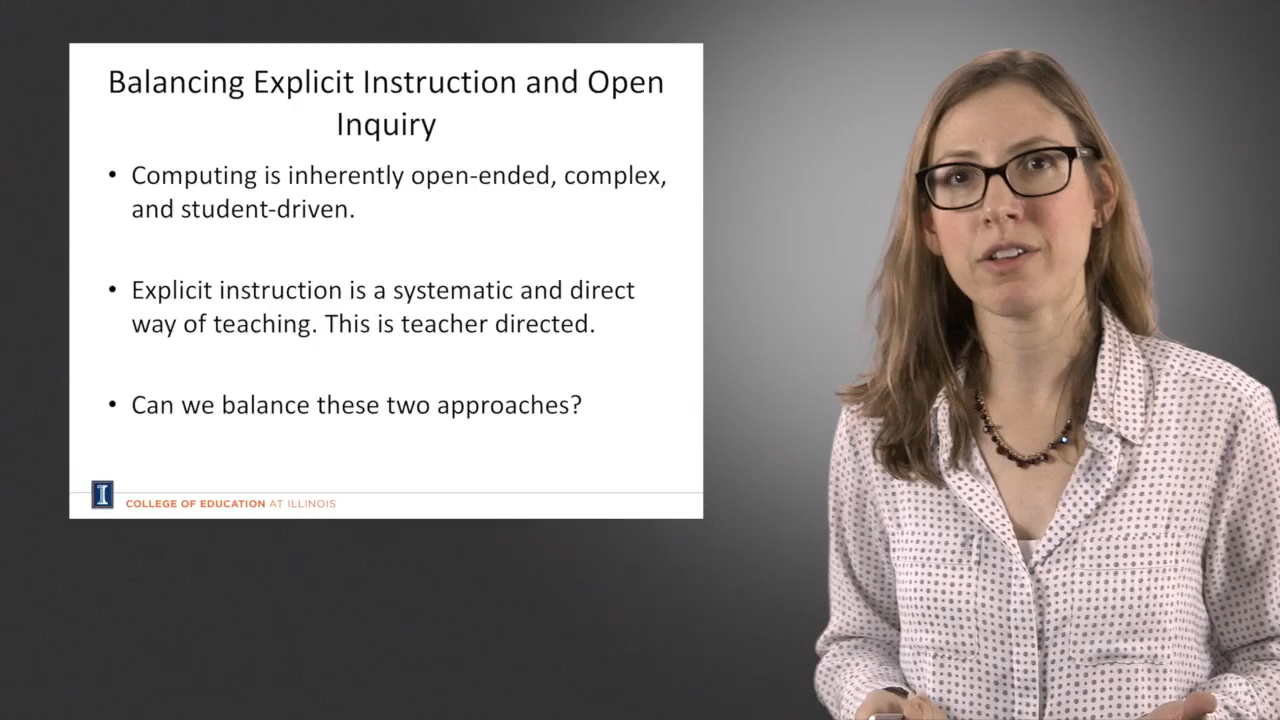 Balancing Explicit Instruction and Open
Inquiry
• Computing is inherently open-ended, complex,
and student-driven.
• Explicit instruction is a systematic and direct
way of teaching. This is teacher directed.
• Can we balance these two approaches?
I COLLEGE OF EDUCATION AT ILLINOIS